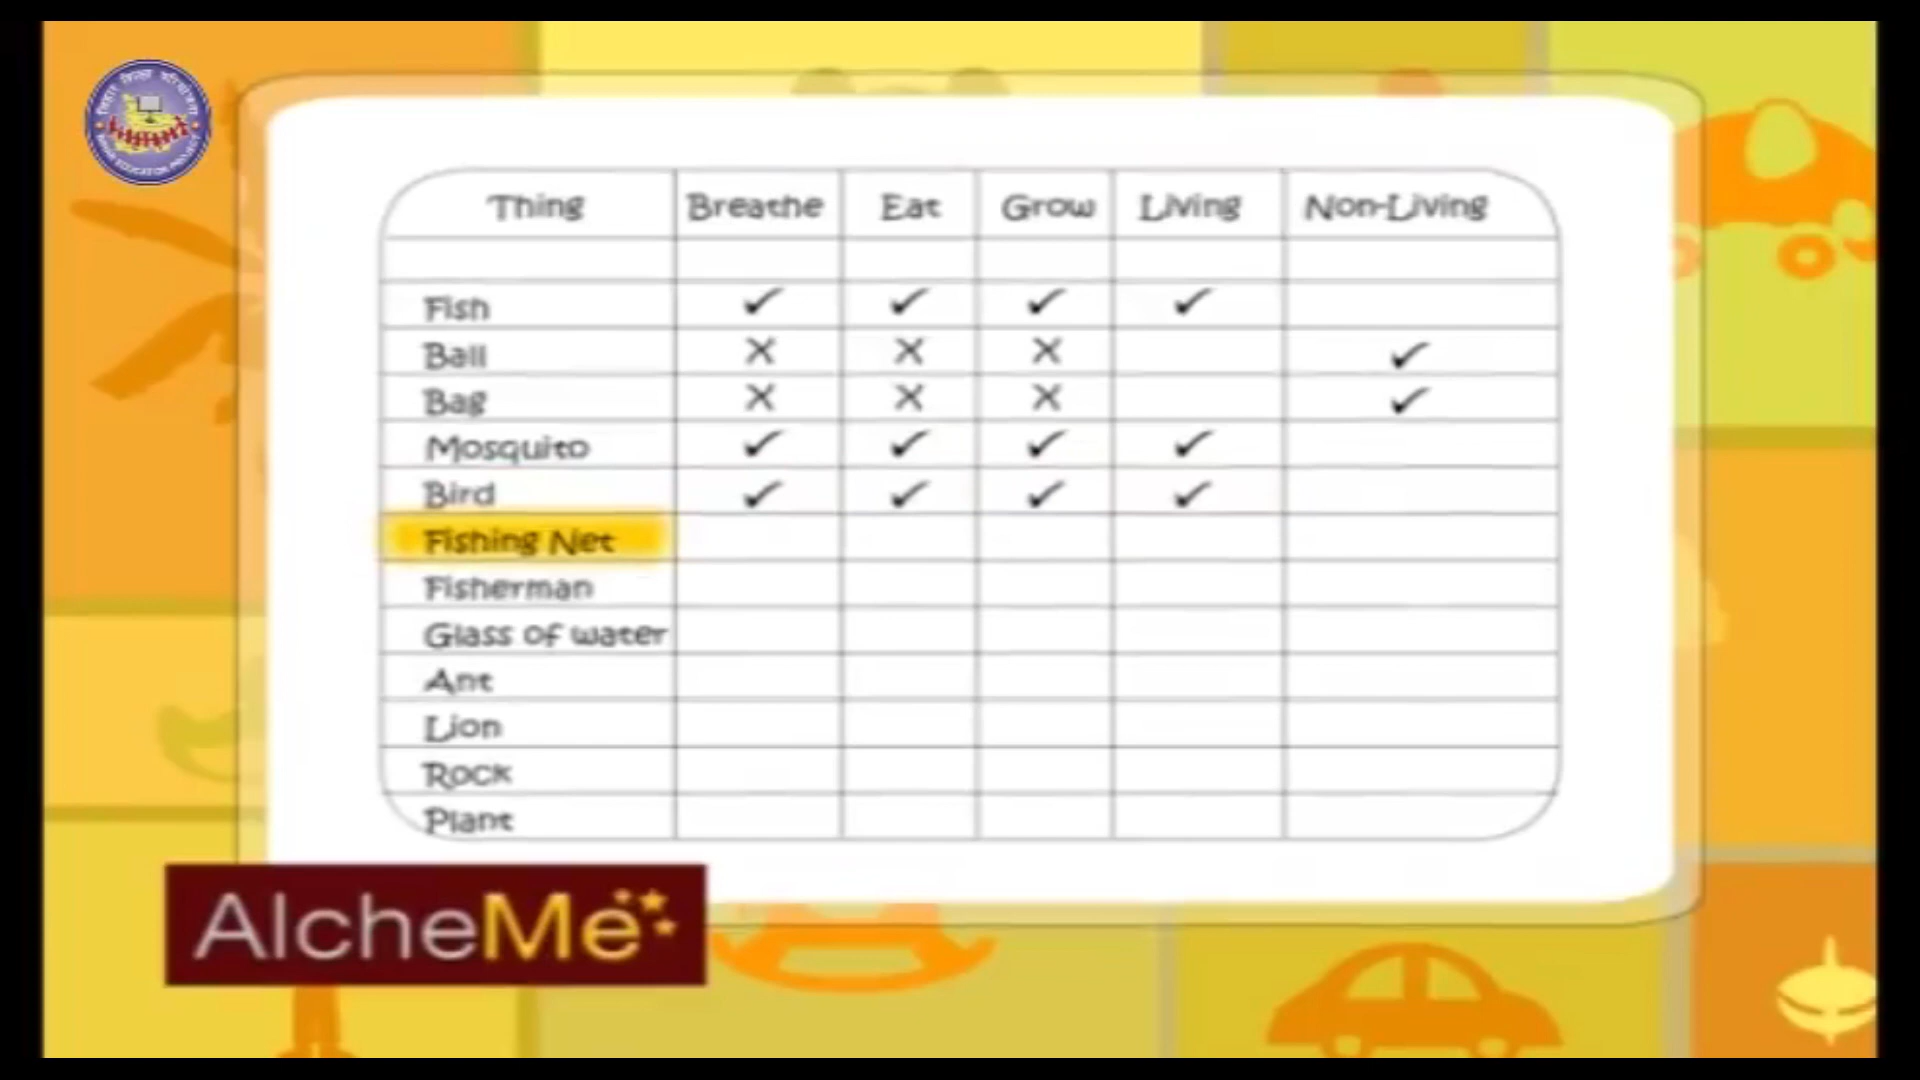 Thing Breathe Eat Grow Living Non-Living
Fish ✓ ✓ ✓ ✓
Ball X X X ✓
Bag X X X ✓
Mosquito ✓ ✓ ✓ ✓
Bird ✓ ✓ ✓ ✓
Fishing Net
Fisherman
Glass of water
Ant
Lion
Rock
Plant
AlcheMe